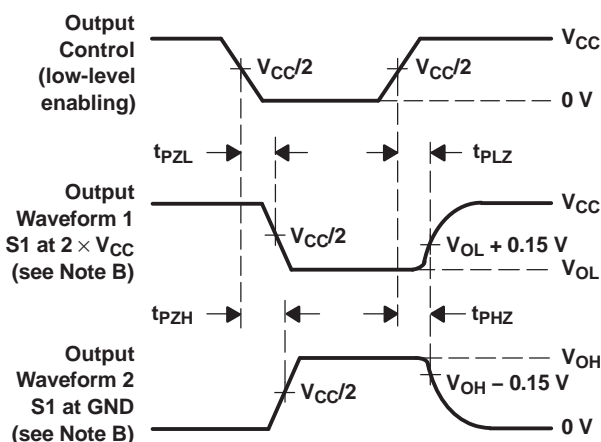 Output
Control
(low-level
enabling)
VCC/2
VCC/2
VCC
0 V
tPZL
tPLZ
Output
Waveform 1
S1 at 2 × VCC
(see Note B)
VCC/2
VCC
VOL + 0.15 V
VOL
tPZH
tPHZ
Output
Waveform 2
S1 at GND
(see Note B)
VCC/2
VOH
VOH − 0.15 V
0 V